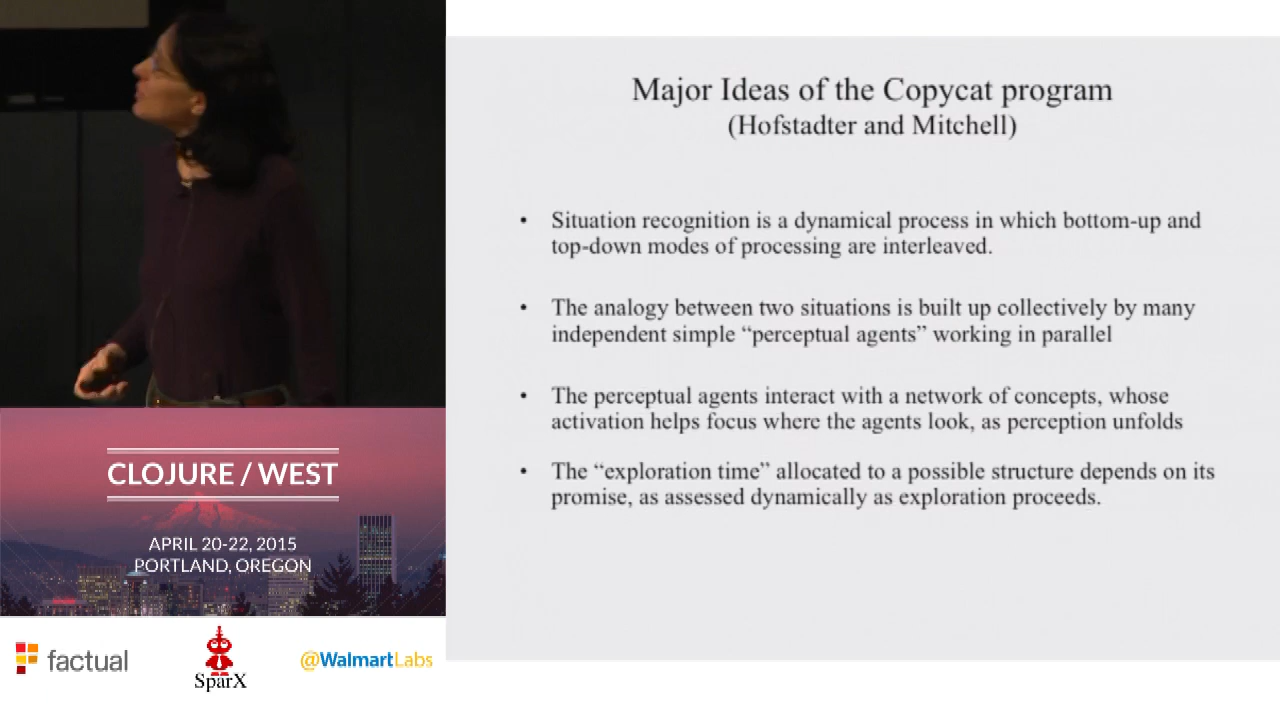 Major Ideas of the Copycat program
(Hofstadter and Mitchell)
• Situation recognition is a dynamical process in which bottom-up and
top-down modes of processing are interleaved.
• The analogy between two situations is built up collectively by many
independent simple “perceptual agents” working in parallel
• The perceptual agents interact with a network of concepts, whose
activation helps focus where the agents look, as perception unfolds
• The “exploration time” allocated to a possible structure depends on its
promise, as assessed dynamically as exploration proceeds.
CLOJURE / WEST
APRIL 20-22, 2015
PORTLAND, OREGON
factual
SparX
@WalmartLabs